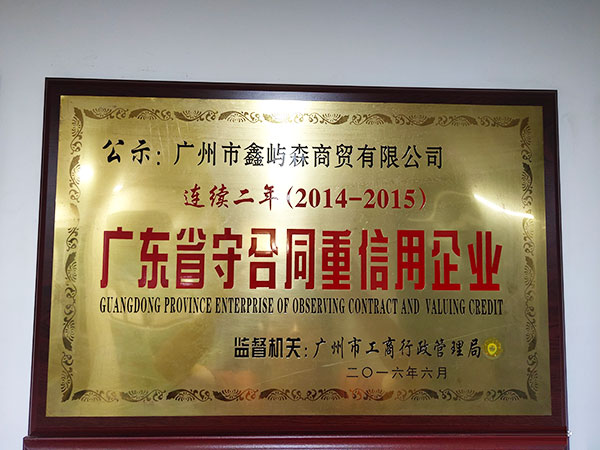 公示：广州市鑫屿森商贸有限公司
连续二年(2014-2015)
广东省守合同重信用企业
GUANGDONG PROVINCE ENTERPRISE OF OBSERVING CONTRACT AND VALUING CREDIT
监督机关：广州市工商行政管理局
二〇一六年六月